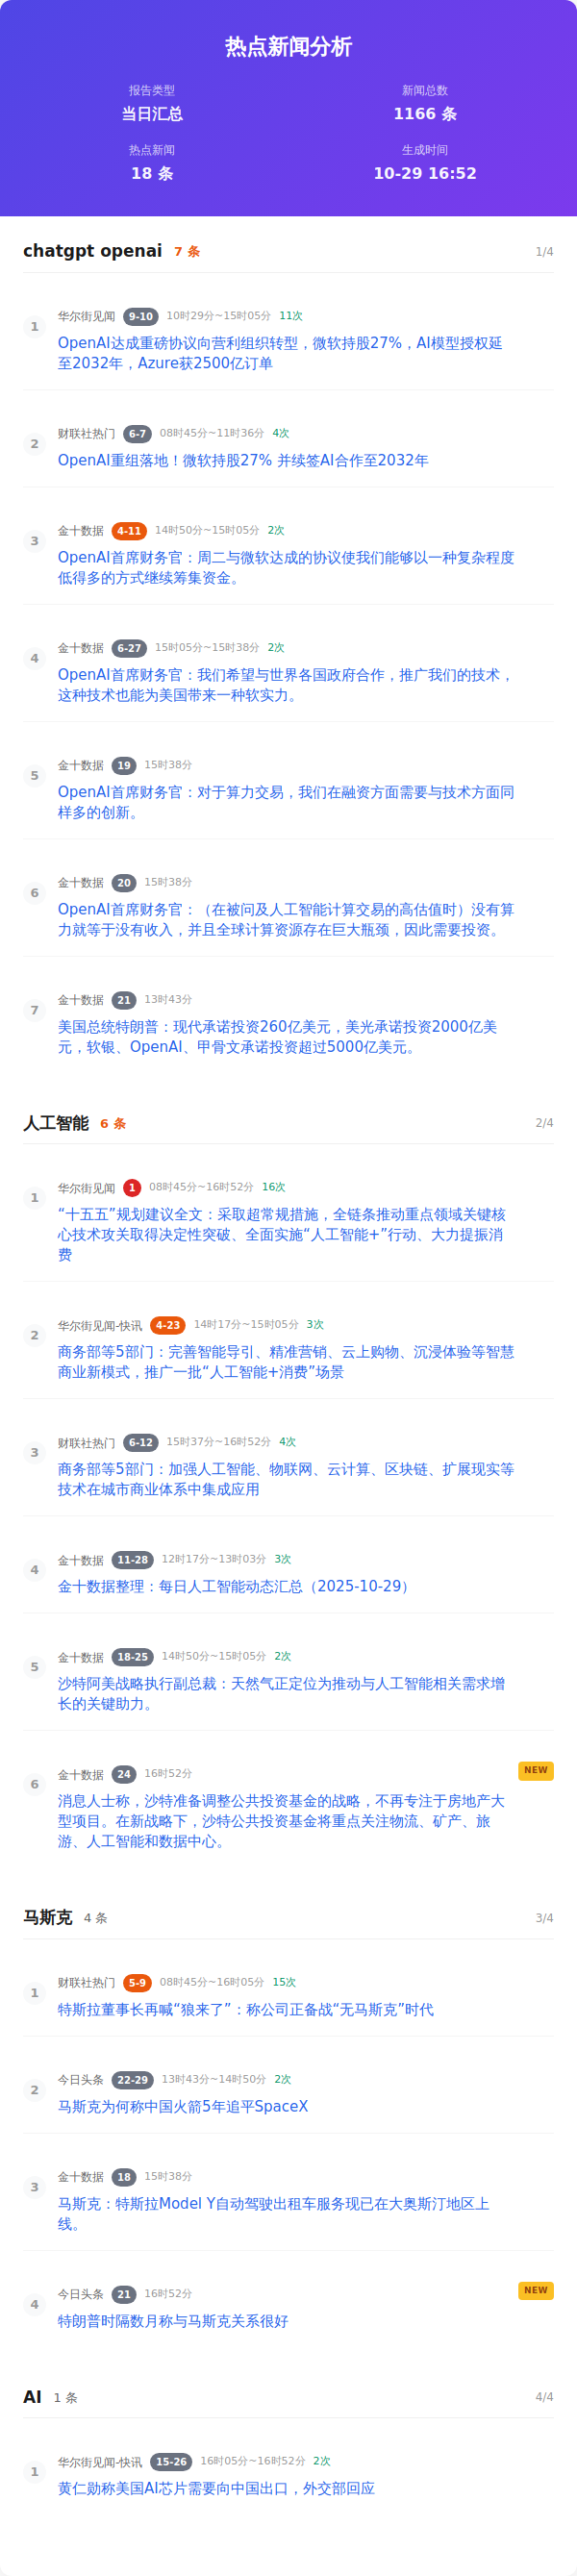 热点新闻分析
报告类型
新闻总数
当日汇总
1166 条
热点新闻
生成时间
18 条
10-29 16:52
chatgpt openai 7 条 1/4
1
华尔街见闻 9-10 10时29分~15时05分 11次
OpenAI达成重磅协议向营利组织转型，微软持股27%，AI模型授权延
至2032年，Azure获2500亿订单
2
财联社热门 6-7 08时45分~11时36分 4次
OpenAI重组落地！微软持股27% 并续签AI合作至2032年
3
金十数据 4-11 14时50分~15时05分 2次
OpenAI首席财务官：周二与微软达成的协议使我们能够以一种复杂程度
低得多的方式继续筹集资金。
4
金十数据 6-27 15时05分~15时38分 2次
OpenAI首席财务官：我们希望与世界各国政府合作，推广我们的技术，
这种技术也能为美国带来一种软实力。
5
金十数据 19 15时38分
OpenAI首席财务官：对于算力交易，我们在融资方面需要与技术方面同
样多的创新。
6
金十数据 20 15时38分
OpenAI首席财务官：（在被问及人工智能计算交易的高估值时）没有算
力就等于没有收入，并且全球计算资源存在巨大瓶颈，因此需要投资。
7
金十数据 21 13时43分
美国总统特朗普：现代承诺投资260亿美元，美光承诺投资2000亿美
元，软银、OpenAI、甲骨文承诺投资超过5000亿美元。
人工智能 6 条 2/4
1
华尔街见闻 1 08时45分~16时52分 16次
“十五五”规划建议全文：采取超常规措施，全链条推动重点领域关键核
心技术攻关取得决定性突破、全面实施“人工智能+”行动、大力提振消
费
2
华尔街见闻-快讯 4-23 14时17分~15时05分 3次
商务部等5部门：完善智能导引、精准营销、云上购物、沉浸体验等智慧
商业新模式，推广一批“人工智能+消费”场景
3
财联社热门 6-12 15时37分~16时52分 4次
商务部等5部门：加强人工智能、物联网、云计算、区块链、扩展现实等
技术在城市商业体系中集成应用
4
金十数据 11-28 12时17分~13时03分 3次
金十数据整理：每日人工智能动态汇总（2025-10-29）
5
金十数据 18-25 14时50分~15时05分 2次
沙特阿美战略执行副总裁：天然气正定位为推动与人工智能相关需求增
长的关键助力。
6
金十数据 24 16时52分 NEW
消息人士称，沙特准备调整公共投资基金的战略，不再专注于房地产大
型项目。在新战略下，沙特公共投资基金将重点关注物流、矿产、旅
游、人工智能和数据中心。
马斯克 4 条 3/4
1
财联社热门 5-9 08时45分~16时05分 15次
特斯拉董事长再喊“狼来了”：称公司正备战“无马斯克”时代
2
今日头条 22-29 13时43分~14时50分 2次
马斯克为何称中国火箭5年追平SpaceX
3
金十数据 18 15时38分
马斯克：特斯拉Model Y自动驾驶出租车服务现已在大奥斯汀地区上
线。
4
今日头条 21 16时52分 NEW
特朗普时隔数月称与马斯克关系很好
AI 1 条 4/4
1
华尔街见闻-快讯 15-26 16时05分~16时52分 2次
黄仁勋称美国AI芯片需要向中国出口，外交部回应